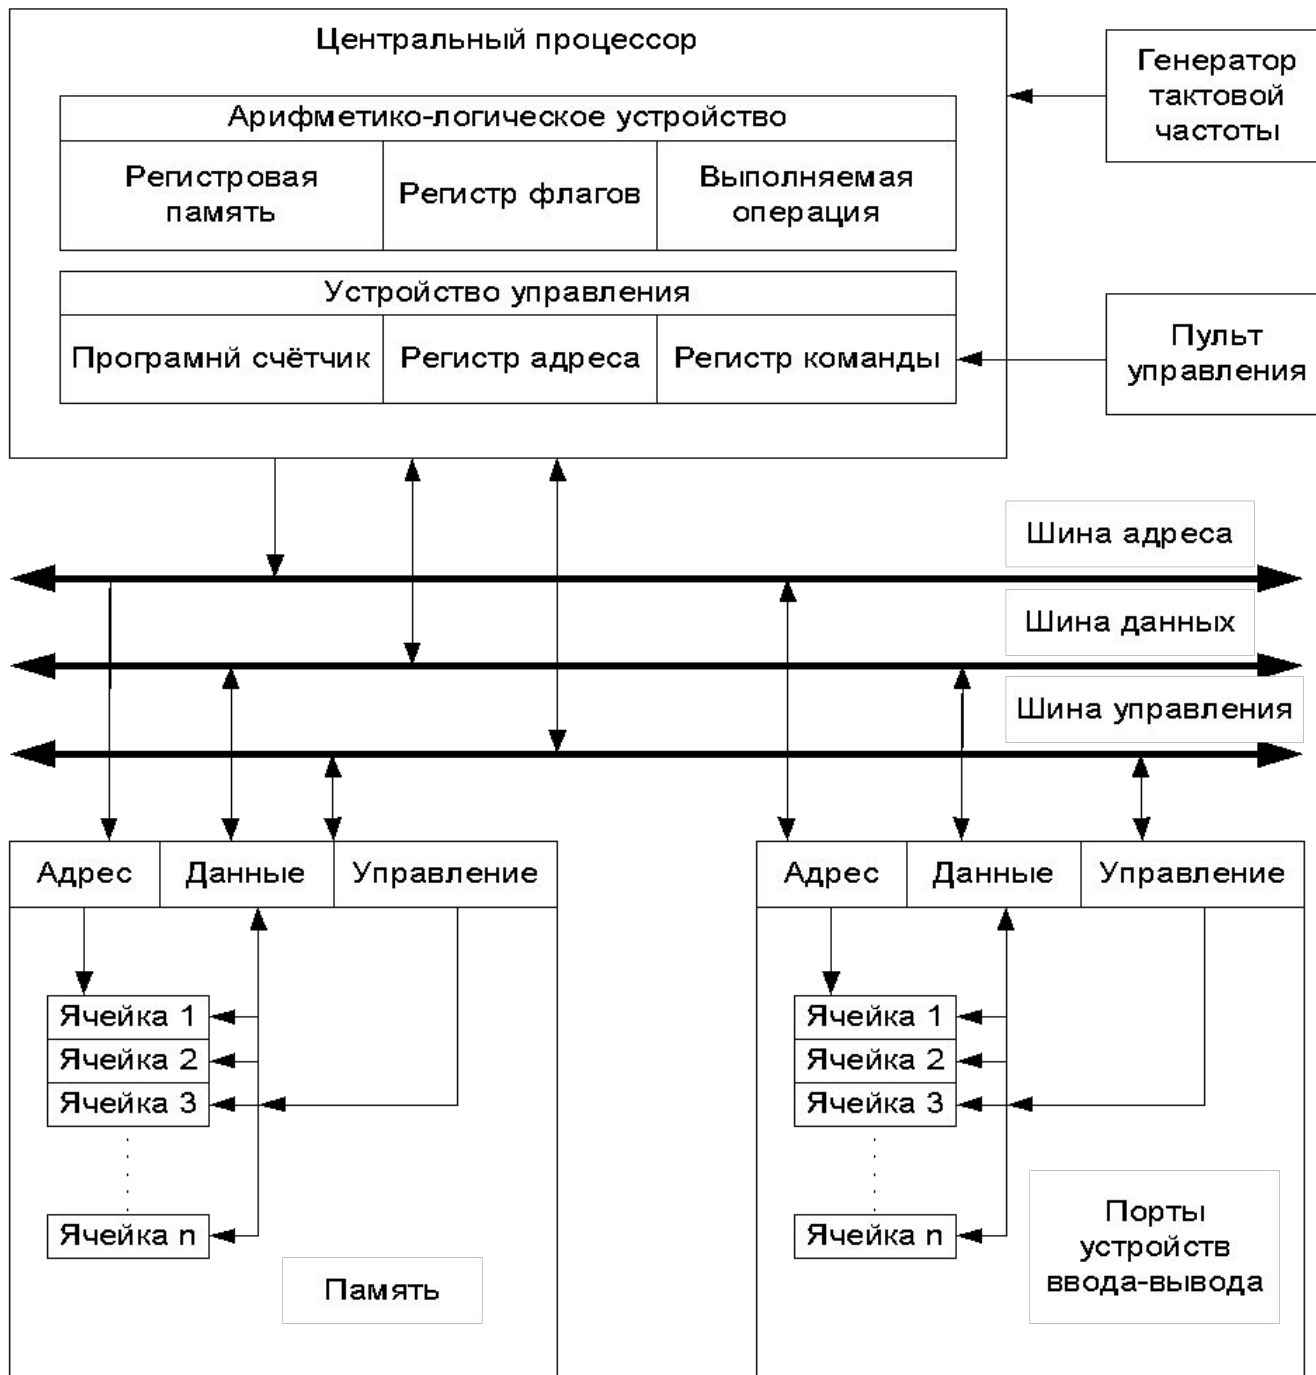 Центральный процессор
Генератор
тактовой
частоты
Арифметико-логическое устройство
Регистровая
память
Регистр флагов
Выполняемая
операция
Устройство управления
Програмнй счётчик
Регистр адреса
Регистр команды
Пульт
управления
Шина адреса
Шина данных
Шина управления
Адрес
Данные
Управление
Ячейка 1
Ячейка 2
Ячейка 3
Ячейка n
Память
Адрес
Данные
Управление
Ячейка 1
Ячейка 2
Ячейка 3
Ячейка n
Порты
устройств
ввода-вывода